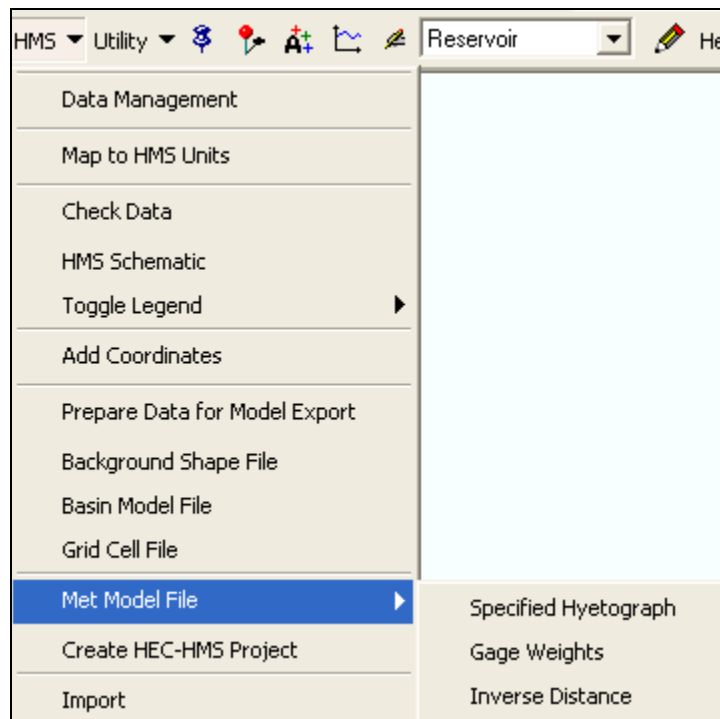 HMS Utility Reservoir He
Data Management
Map to HMS Units
Check Data
HMS Schematic
Toggle Legend
Add Coordinates
Prepare Data for Model Export
Background Shape File
Basin Model File
Grid Cell File
Met Model File
Specified Hyetograph
Create HEC-HMS Project
Gage Weights
Import
Inverse Distance